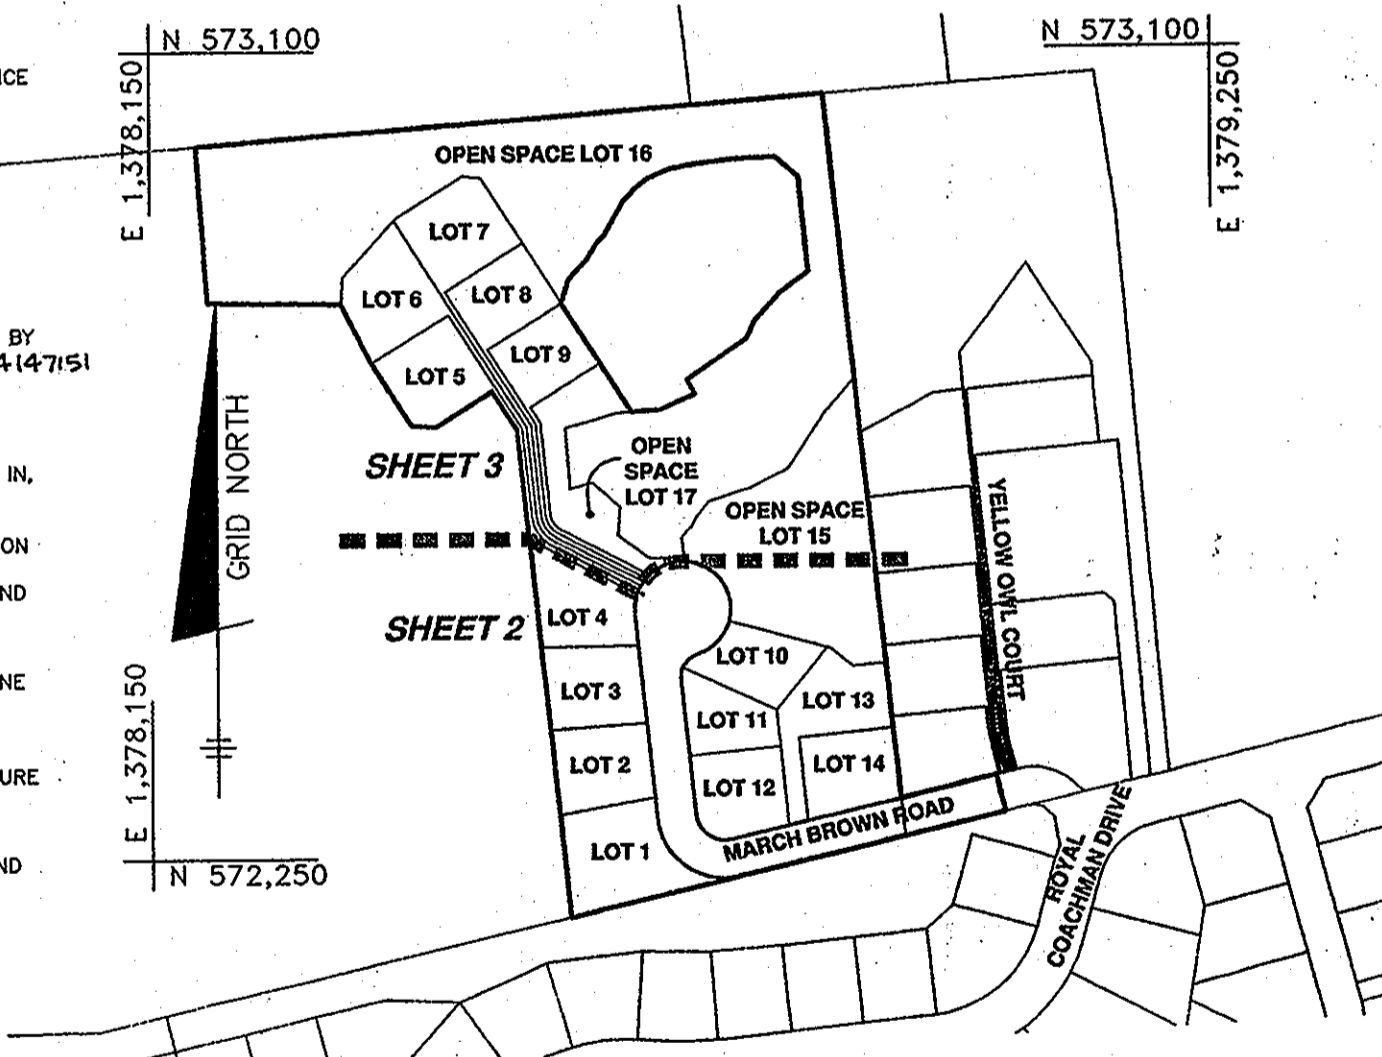 N 573,100
N 573,100
E 1,378,150
E 1,379,250
ICE
OPEN SPACE LOT 16
LOT 7
LOT 6
LOT 8
BY
4147151
LOT 9
LOT 5
GRID NORTH
SHEET 3
IN,
OPEN
SPACE
LOT 17
OPEN SPACE
LOT 15
YELLOW OWL COURT
ON
ND
SHEET 2
LOT 4
LOT 10
NE
LOT 3
LOT 13
LOT 11
E 1,378,150
URE
LOT 2
LOT 14
LOT 12
MARCH BROWN ROAD
LOT 1
ND
N 572,250
ROYAL
COACHMAN DRIVE